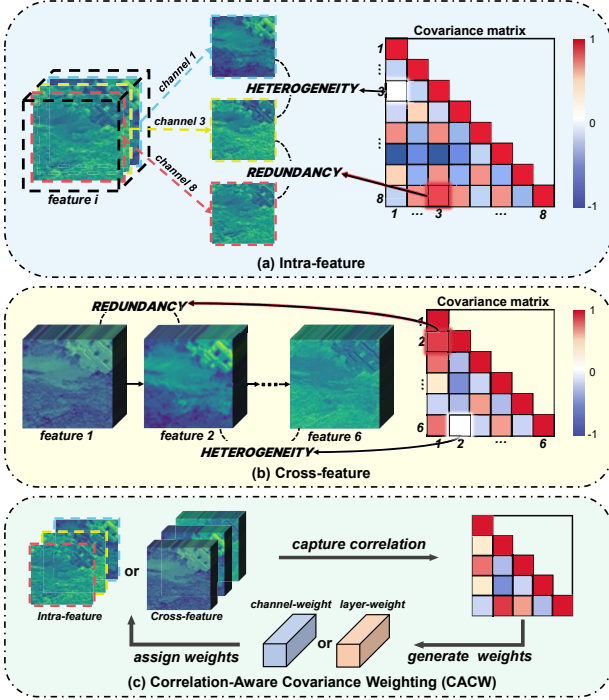 channel 1
channel 3
channel 8
feature i
HETEROGENEITY
REDUNDANCY
Covariance matrix
1
⋮
3
⋮
8
1 ... 3 ... 8
1
0
-1
(a) Intra-feature
REDUNDANCY
feature 1
feature 2
feature 6
HETEROGENEITY
Covariance matrix
1
2
⋮
6
1 2 ... 6
1
0
-1
(b) Cross-feature
Intra-feature
or
Cross-feature
capture correlation
channel-weight
or
layer-weight
assign weights
generate weights
(c) Correlation-Aware Covariance Weighting (CACW)